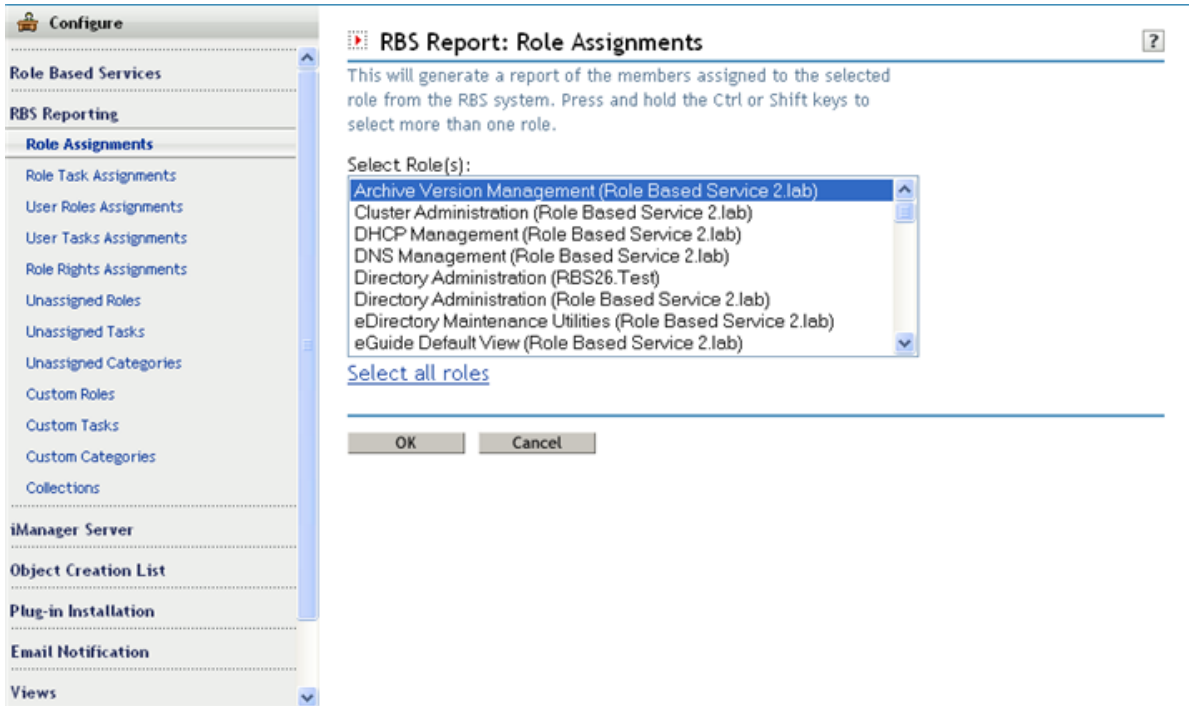 Configure
Role Based Services
RBS Reporting
Role Assignments
Role Task Assignments
User Roles Assignments
User Tasks Assignments
Role Rights Assignments
Unassigned Roles
Unassigned Tasks
Unassigned Categories
Custom Roles
Custom Tasks
Custom Categories
Collections
iManager Server
Object Creation List
Plug-in Installation
Email Notification
Views
RBS Report: Role Assignments
?
This will generate a report of the members assigned to the selected
role from the RBS system. Press and hold the Ctrl or Shift keys to
select more than one role.
Select Role(s):
Archive Version Management (Role Based Service 2.lab)
Cluster Administration (Role Based Service 2.lab)
DHCP Management (Role Based Service 2.lab)
DNS Management (Role Based Service 2.lab)
Directory Administration (RBS26.Test)
Directory Administration (Role Based Service 2.lab)
eDirectory Maintenance Utilities (Role Based Service 2.lab)
eGuide Default View (Role Based Service 2.lab)
Select all roles
OK
Cancel